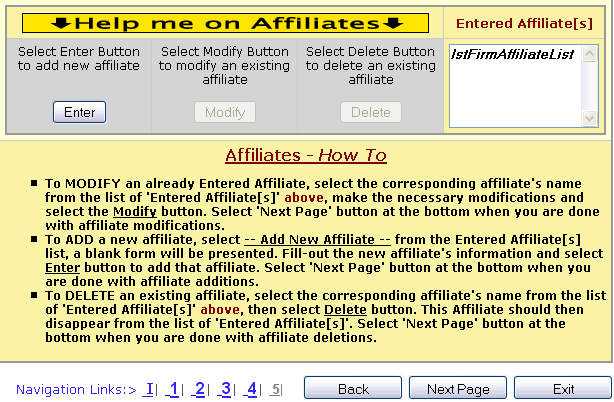 Help me on Affiliates
Entered Affiliate[s]
Select Enter Button
to add new affiliate
Enter
Select Modify Button
to modify an existing
affiliate
Modify
Select Delete Button
to delete an existing
affiliate
Delete
lstFirmAffiliateList
Affiliates - How To
To MODIFY an already Entered Affiliate, select the corresponding affiliate's name
from the list of 'Entered Affiliate[s]' above, make the necessary modifications and
select the Modify button. Select 'Next Page' button at the bottom when you are done
with affiliate modifications.
To ADD a new affiliate, select -- Add New Affiliate -- from the Entered Affiliate[s]
list, a blank form will be presented. Fill-out the new affiliate's information and select
Enter button to add that affiliate. Select 'Next Page' button at the bottom when you
are done with affiliate additions.
To DELETE an existing affiliate, select the corresponding affiliate's name from the list
of 'Entered Affiliate[s]' above, then select Delete button. This Affiliate should then
disappear from the list of 'Entered Affiliate[s]'. Select 'Next Page' button at the
bottom when you are done with affiliate deletions.
Navigation Links:> I| 1| 2| 3| 4| 5| Back Next Page Exit